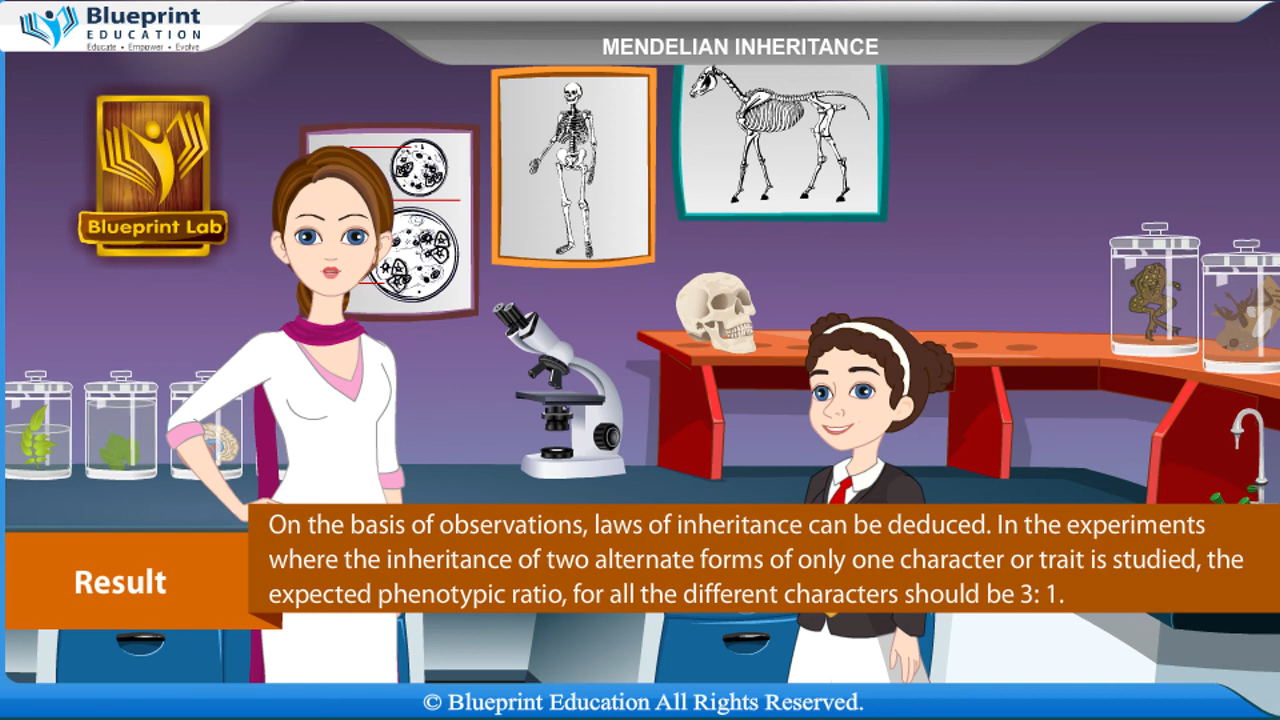 Blueprint
EDUCATION
Educate • Empower • Evolve
MENDELIAN INHERITANCE
Blueprint Lab
On the basis of observations, laws of inheritance can be deduced. In the experiments
where the inheritance of two alternate forms of only one character or trait is studied, the
expected phenotypic ratio, for all the different characters should be 3: 1.
Result
© Blueprint Education All Rights Reserved.